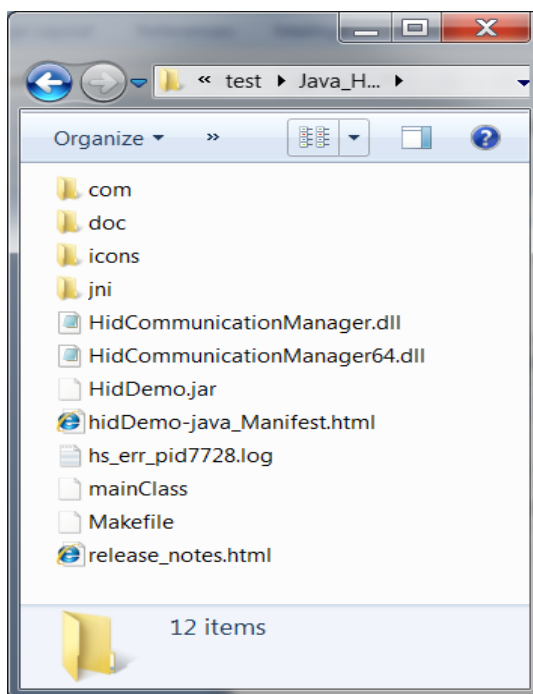 « test ▸ Java_H... ▸
Organize ▾ »
com
doc
icons
jni
HidCommunicationManager.dll
HidCommunicationManager64.dll
HidDemo.jar
hidDemo-java_Manifest.html
hs_err_pid7728.log
mainClass
Makefile
release_notes.html
12 items